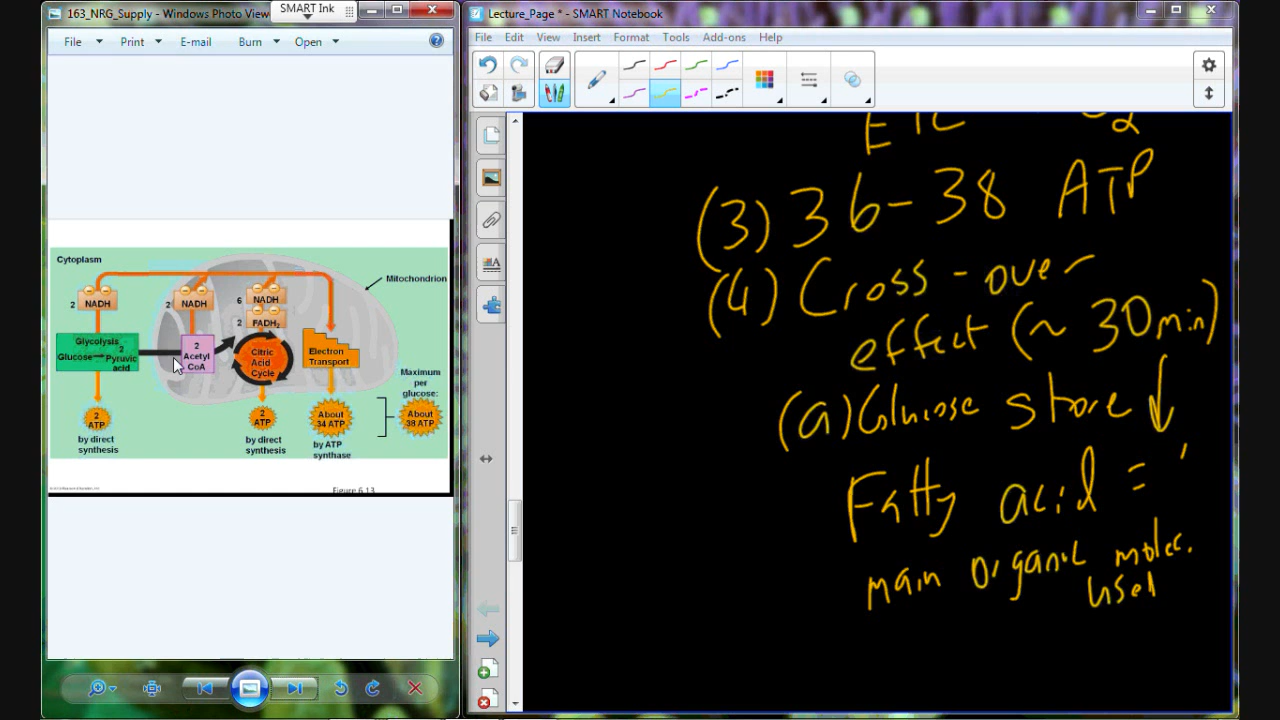 163_NRG_Supply - Windows Photo View
SMART Ink
File Print E-mail Burn Open
Cytoplasm
Mitochondrion
2 NADH
2 NADH
6 NADH
2 FADH₂
Glycolysis
Glucose → 2 Pyruvic acid
2
Acetyl
CoA
Citric
Acid
Cycle
Electron
Transport
Maximum
per
glucose:
2
ATP
by direct
synthesis
2
ATP
by direct
synthesis
About
34 ATP
by ATP
synthase
About
38 ATP
Figure 6.13
Lecture_Page * - SMART Notebook
File Edit View Insert Format Tools Add-ons Help
ETC O2
(3) 36-38 ATP
(4) Cross-over
effect (~ 30min)
(a) Glucose store ↓
Fatty acid =
main organic molec.
used